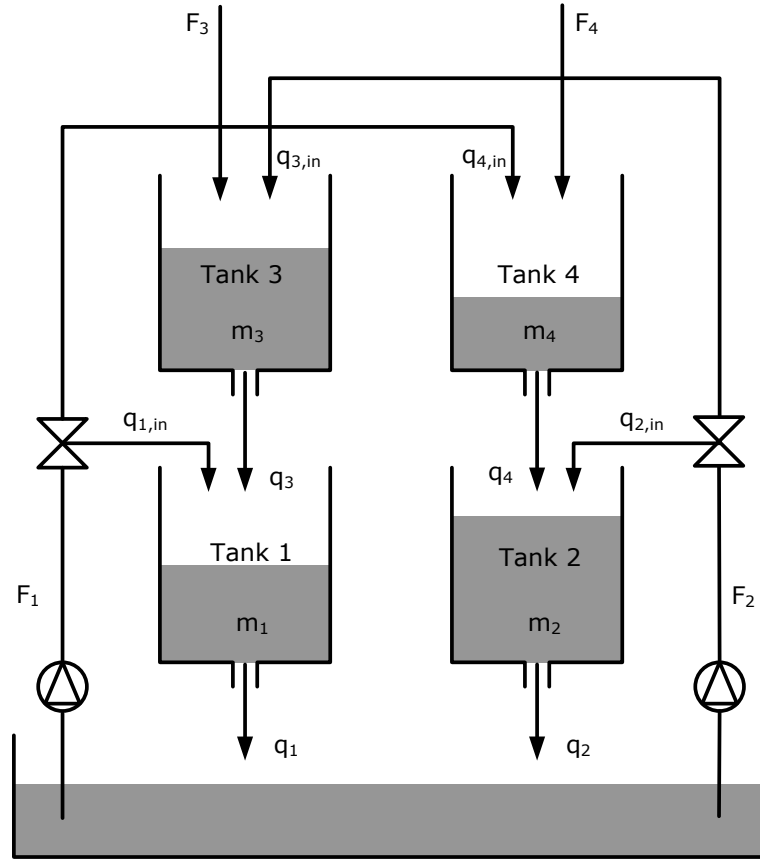 F₃
F₄
q₃,in
q₄,in
Tank 3
Tank 4
m₃
m₄
q₁,in
q₂,in
q₃
q₄
Tank 1
Tank 2
F₁
F₂
m₁
m₂
q₁
q₂